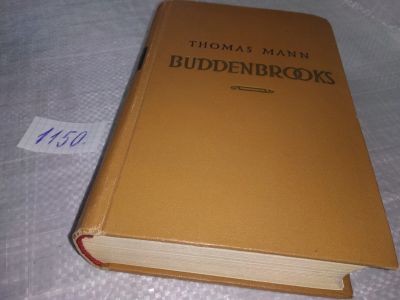 THOMAS MANN
BUDDENBROOKS
1150.